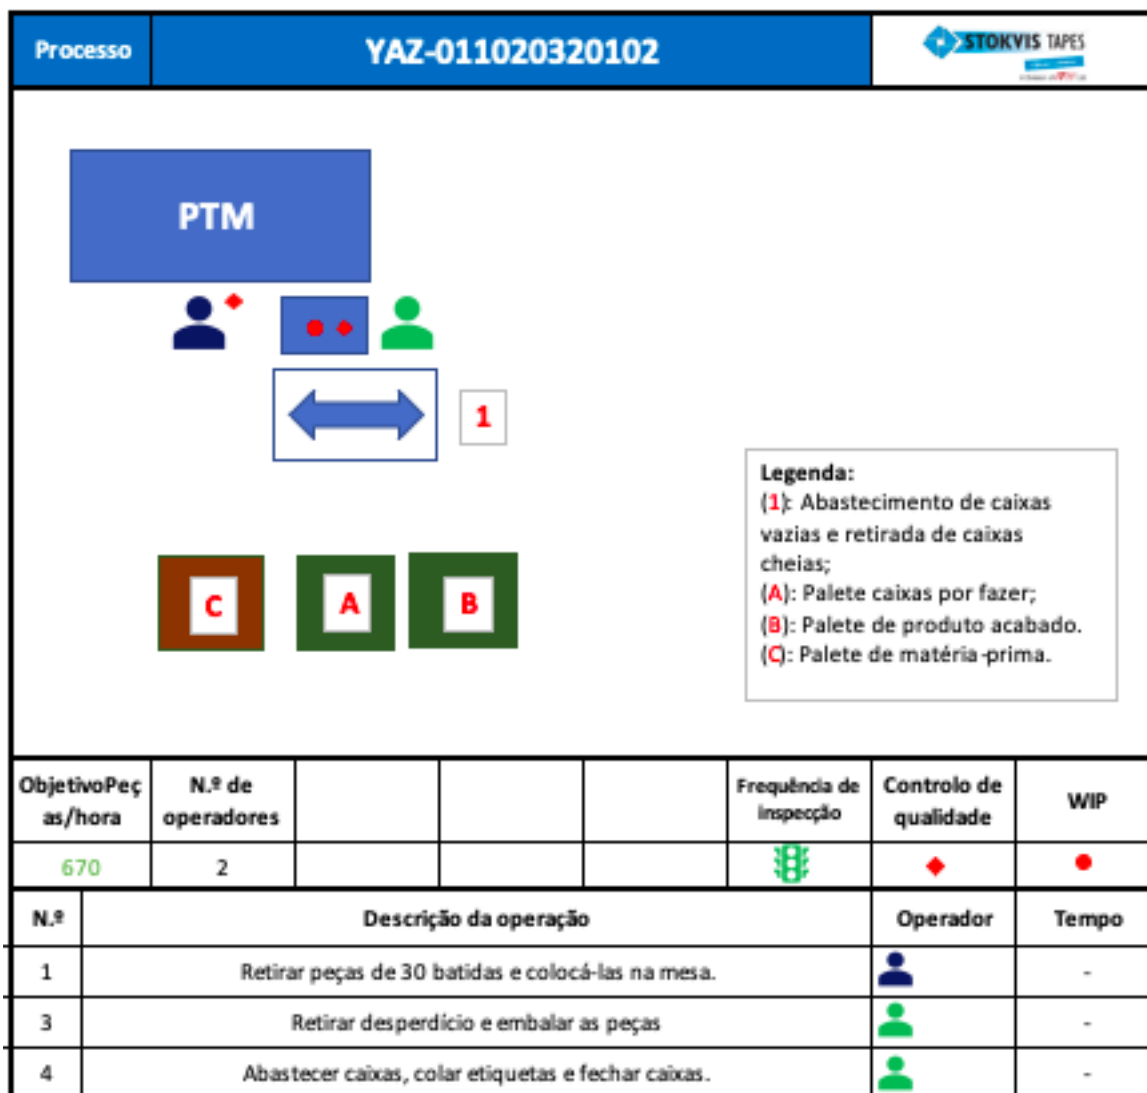 Processo
YAZ-011020320102
STOKVIS TAPES
PTM
1
C
A
B
Legenda:
(1): Abastecimento de caixas
vazias e retirada de caixas
cheias;
(A): Palete caixas por fazer;
(B): Palete de produto acabado.
(C): Palete de matéria-prima.
ObjetivoPeç
as/hora
N.º de
operadores
Frequência de
inspecção
Controlo de
qualidade
WIP
670
2
N.º
Descrição da operação
Operador
Tempo
1
Retirar peças de 30 batidas e colocá-las na mesa.
-
3
Retirar desperdício e embalar as peças
-
4
Abastecer caixas, colar etiquetas e fechar caixas.
-